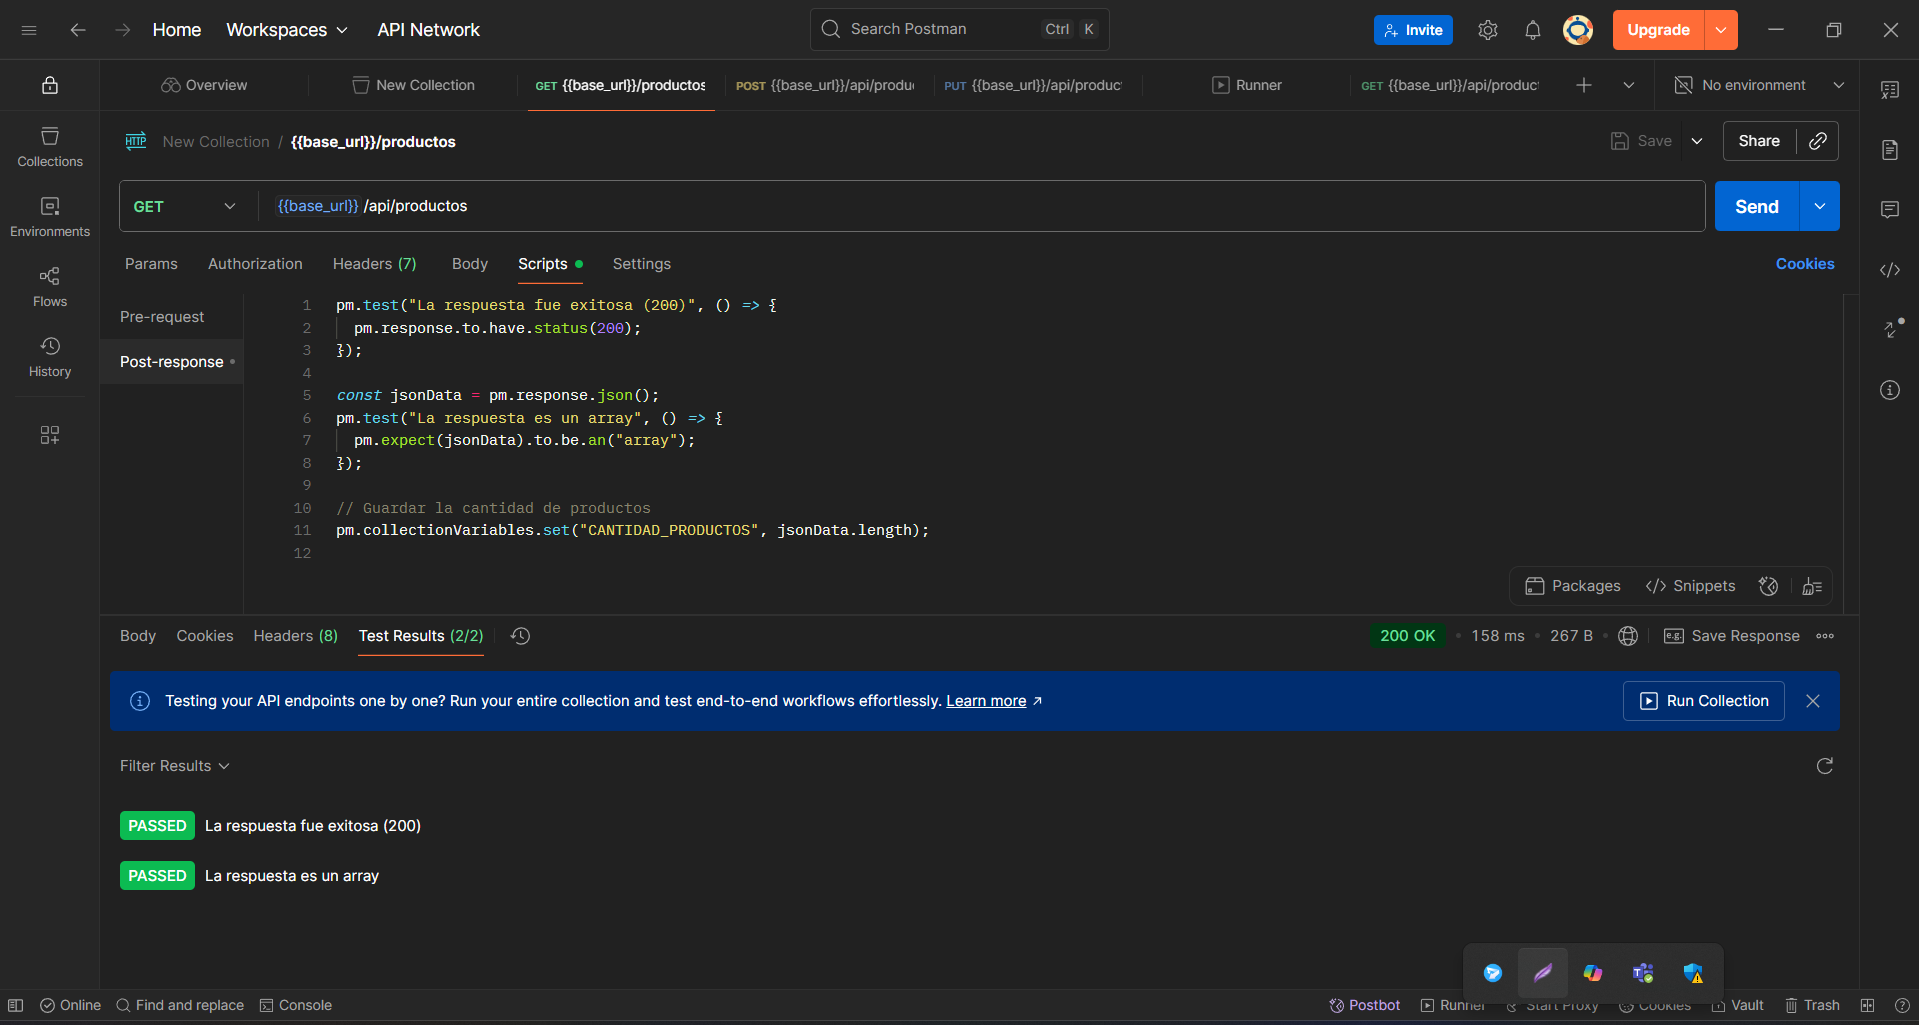 Home Workspaces API Network Search Postman Ctrl K Invite Upgrade
Overview New Collection GET {{base_url}}/productos POST {{base_url}}/api/produ PUT {{base_url}}/api/produc Runner GET {{base_url}}/api/produc No environment
HTTP New Collection / {{base_url}}/productos Save Share
GET {{base_url}} /api/productos Send
Params Authorization Headers (7) Body Scripts Settings Cookies
Collections
Environments
Flows
History
Pre-request
Post-response
1 pm.test("La respuesta fue exitosa (200)", () => {
2 pm.response.to.have.status(200);
3 });
4
5 const jsonData = pm.response.json();
6 pm.test("La respuesta es un array", () => {
7 pm.expect(jsonData).to.be.an("array");
8 });
9
10 // Guardar la cantidad de productos
11 pm.collectionVariables.set("CANTIDAD_PRODUCTOS", jsonData.length);
12
Packages </> Snippets
Body Cookies Headers (8) Test Results (2/2) 200 OK • 158 ms • 267 B • e.g. Save Response
Testing your API endpoints one by one? Run your entire collection and test end-to-end workflows effortlessly. Learn more ↗ Run Collection
Filter Results
PASSED La respuesta fue exitosa (200)
PASSED La respuesta es un array
Online Find and replace Console Postbot Runner Start Proxy Cookies Vault Trash